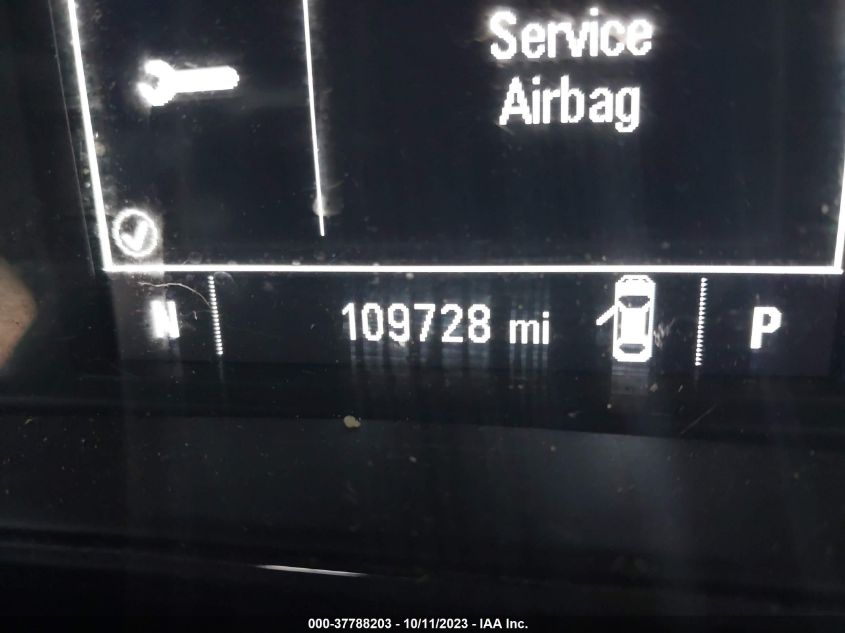 Service
Airbag
N 109728 mi P
000-37788203 - 10/11/2023 - IAA Inc.